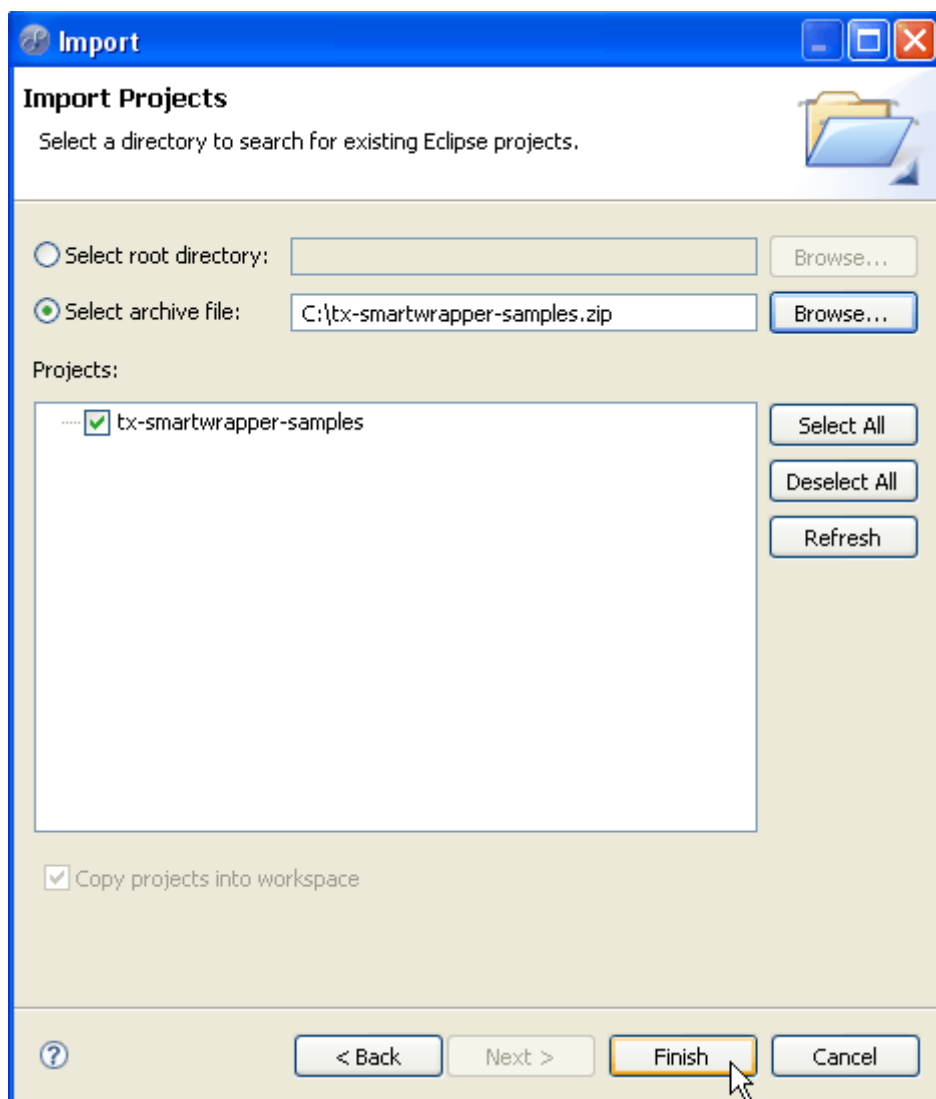 Import
Import Projects
Select a directory to search for existing Eclipse projects.
Select root directory: Browse...
Select archive file: C:\tx-smartwrapper-samples.zip Browse...
Projects:
tx-smartwrapper-samples
Select All
Deselect All
Refresh
Copy projects into workspace
? < Back Next > Finish Cancel